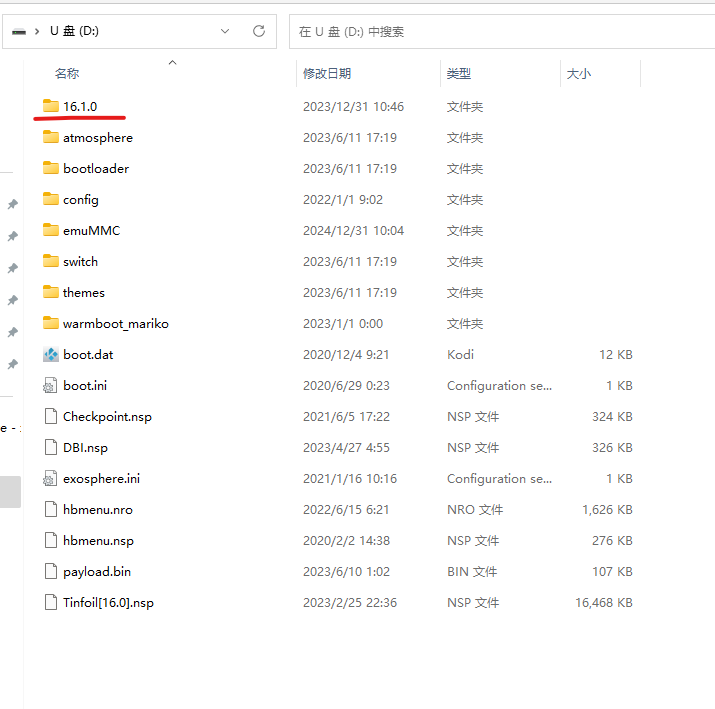 U 盘 (D:) 在 U 盘 (D:) 中搜索
名称 修改日期 类型 大小
16.1.0 2023/12/31 10:46 文件夹
atmosphere 2023/6/11 17:19 文件夹
bootloader 2023/6/11 17:19 文件夹
config 2022/1/1 9:02 文件夹
emuMMC 2024/12/31 10:04 文件夹
switch 2023/6/11 17:19 文件夹
themes 2023/6/11 17:19 文件夹
warmboot_mariko 2023/1/1 0:00 文件夹
boot.dat 2020/12/4 9:21 Kodi 12 KB
boot.ini 2020/6/29 0:23 Configuration se... 1 KB
Checkpoint.nsp 2021/6/5 17:22 NSP 文件 324 KB
DBI.nsp 2023/4/27 4:55 NSP 文件 326 KB
exosphere.ini 2021/1/16 10:16 Configuration se... 1 KB
hbmenu.nro 2022/6/15 6:21 NRO 文件 1,626 KB
hbmenu.nsp 2020/2/2 14:38 NSP 文件 276 KB
payload.bin 2023/6/10 1:02 BIN 文件 107 KB
Tinfoil[16.0].nsp 2023/2/25 22:36 NSP 文件 16,468 KB